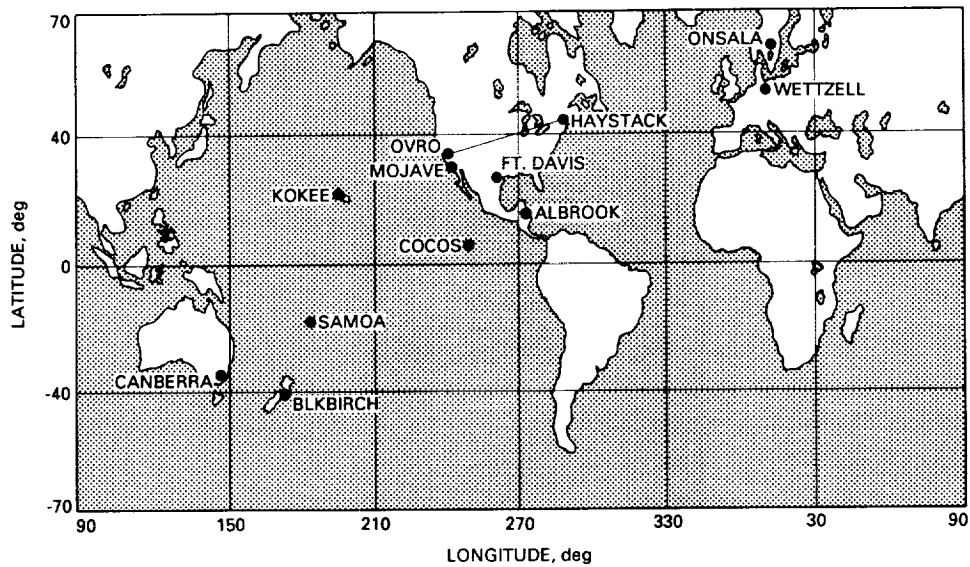 70
ONSALA
WETTZELL
HAYSTACK
40
OVRO
FT. DAVIS
MOJAVE
KOKEE
ALBROOK
COCOS
0
SAMOA
CANBERRA
-40
BLKBIRCH
-70
90 150 210 270 330 30 90
LONGITUDE, deg
LATITUDE, deg